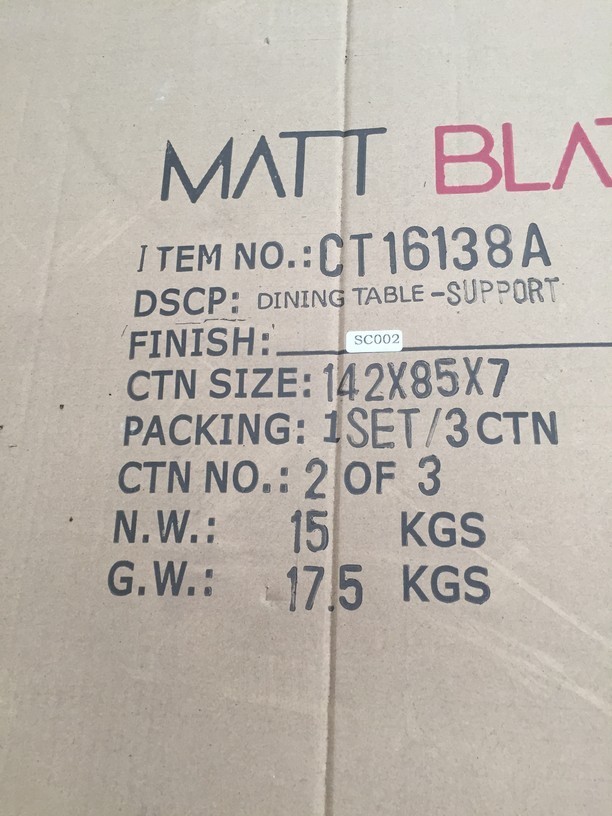 MATT BLA
ITEM NO.:CT16138A
DSCP: DINING TABLE-SUPPORT
FINISH: SC002
CTN SIZE:142X85X7
PACKING: 1SET/3CTN
CTN NO.: 2 OF 3
N.W.: 15 KGS
G.W.: 17.5 KGS